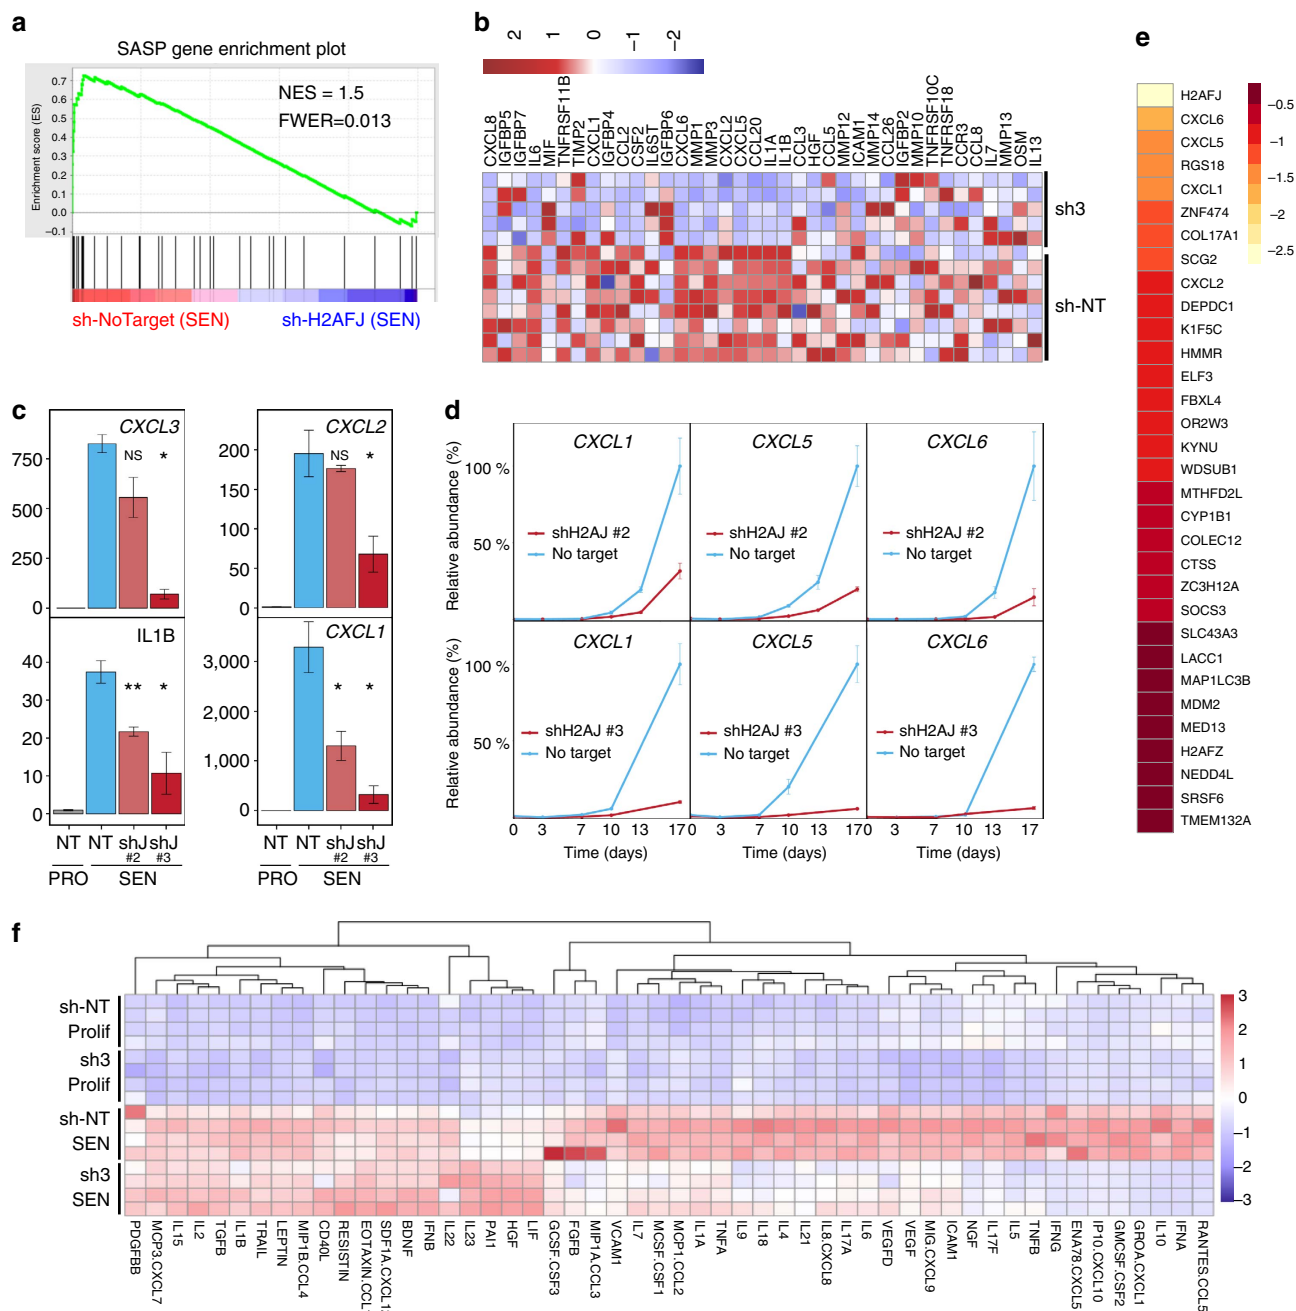 a
SASP gene enrichment plot
NES = 1.5
FWER=0.013
Enrichment score (ES)
0.7
0.6
0.5
0.4
0.3
0.2
0.1
0.0
−0.1
sh-NoTarget (SEN)
sh-H2AFJ (SEN)
b
2
1
0
−1
−2
CXCL8
IGFBP5
IGFBP7
IL6
MIF
TNFRSF11B
TIMP2
CXCL1
IGFBP4
CCL2
CSF2
IL6ST
IGFBP6
CXCL6
MMP1
MMP3
CXCL2
CXCL5
CCL20
IL1A
IL1B
CCL3
HGF
CCL5
MMP12
ICAM1
MMP14
CCL26
IGFBP2
MMP10
TNFRSF10C
TNFRSF18
CCR3
CCL8
IL7
MMP13
OSM
IL13
sh3
sh-NT
e
H2AFJ
CXCL6
CXCL5
RGS18
CXCL1
ZNF474
COL17A1
SCG2
CXCL2
DEPDC1
K1F5C
HMMR
ELF3
FBXL4
OR2W3
KYNU
WDSUB1
MTHFD2L
CYP1B1
COLEC12
CTSS
ZC3H12A
SOCS3
SLC43A3
LACC1
MAP1LC3B
MDM2
MED13
H2AFZ
NEDD4L
SRSF6
TMEM132A
−0.5
−1
−1.5
−2
−2.5
c
CXCL3
NS *
750
500
250
0
CXCL2
NS *
200
150
100
50
0
IL1B
** *
40
30
20
10
0
CXCL1
* *
3,000
2,000
1,000
0
NT NT shJ shJ
#2 #3
PRO SEN
NT NT shJ shJ
#2 #3
PRO SEN
d
Relative abundance (%)
100 %
50 %
CXCL1
shH2AJ #2
No target
CXCL5
shH2AJ #2
No target
CXCL6
shH2AJ #2
No target
Relative abundance (%)
100 %
50 %
CXCL1
shH2AJ #3
No target
CXCL5
shH2AJ #3
No target
CXCL6
shH2AJ #3
No target
0 3 7 10 13 17 0 3 7 10 13 17 0 3 7 10 13 17
Time (days) Time (days) Time (days)
f
sh-NT
Prolif
sh3
Prolif
sh-NT
SEN
sh3
SEN
3
2
1
0
−1
−2
−3
PDGFBB
MCP3.CXCL7
IL15
IL2
TGFB
IL1B
TRAIL
LEPTIN
MIP1B.CCL4
CD40L
RESISTIN
EOTAXIN.CCL
SDF1A.CXCL1
BDNF
IFNB
IL22
IL23
PAI1
HGF
LIF
GCSF.CSF3
FGFB
MIP1A.CCL3
VCAM1
IL7
MCSF.CSF1
MCP1.CCL2
IL1A
TNFA
IL9
IL18
IL4
IL21
IL8.CXCL8
IL17A
IL6
VEGFD
VEGF
MIG.CXCL9
ICAM1
NGF
IL17F
IL5
TNFB
IFNG
ENA78.CXCL5
IP10.CXCL10
GMCSF.CSF2
GROA.CXCL1
IL10
IFNA
RANTES.CCL5